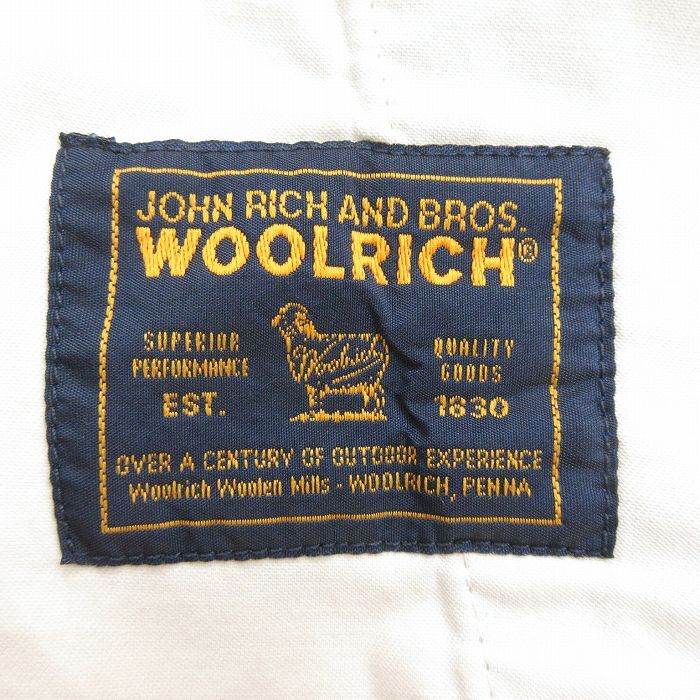 JOHN RICH AND BROS.
WOOLRICH®
SUPERIOR
PERFORMANCE
EST.
Woolrich
QUALITY
GOODS
1830
OVER A CENTURY OF OUTDOOR EXPERIENCE
Woolrich Woolen Mills - WOOLRICH, PENNA